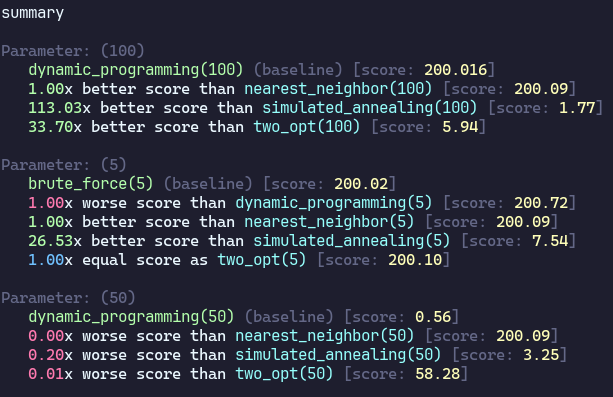 summary
Parameter: (100)
dynamic_programming(100) (baseline) [score: 200.016]
1.00x better score than nearest_neighbor(100) [score: 200.09]
113.03x better score than simulated_annealing(100) [score: 1.77]
33.70x better score than two_opt(100) [score: 5.94]
Parameter: (5)
brute_force(5) (baseline) [score: 200.02]
1.00x worse score than dynamic_programming(5) [score: 200.72]
1.00x better score than nearest_neighbor(5) [score: 200.09]
26.53x better score than simulated_annealing(5) [score: 7.54]
1.00x equal score as two_opt(5) [score: 200.10]
Parameter: (50)
dynamic_programming(50) (baseline) [score: 0.56]
0.00x worse score than nearest_neighbor(50) [score: 200.09]
0.20x worse score than simulated_annealing(50) [score: 3.25]
0.01x worse score than two_opt(50) [score: 58.28]